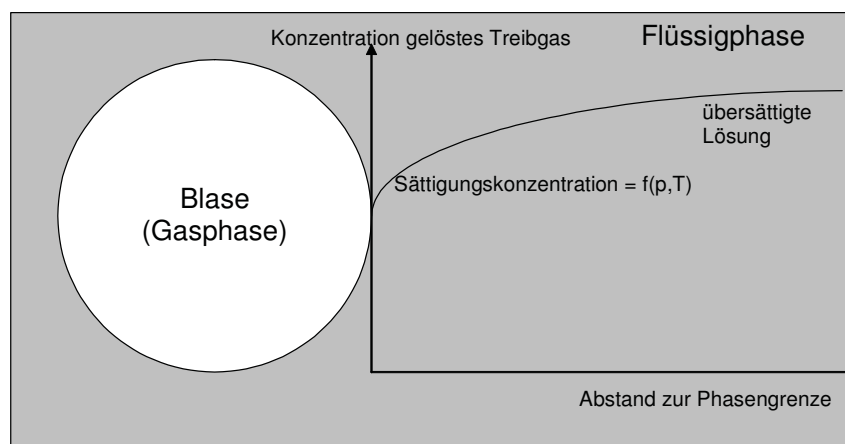 Konzentration gelöstes Treibgas
Flüssigphase
übersättigte
Lösung
Sättigungskonzentration = f(p,T)
Blase
(Gasphase)
Abstand zur Phasengrenze